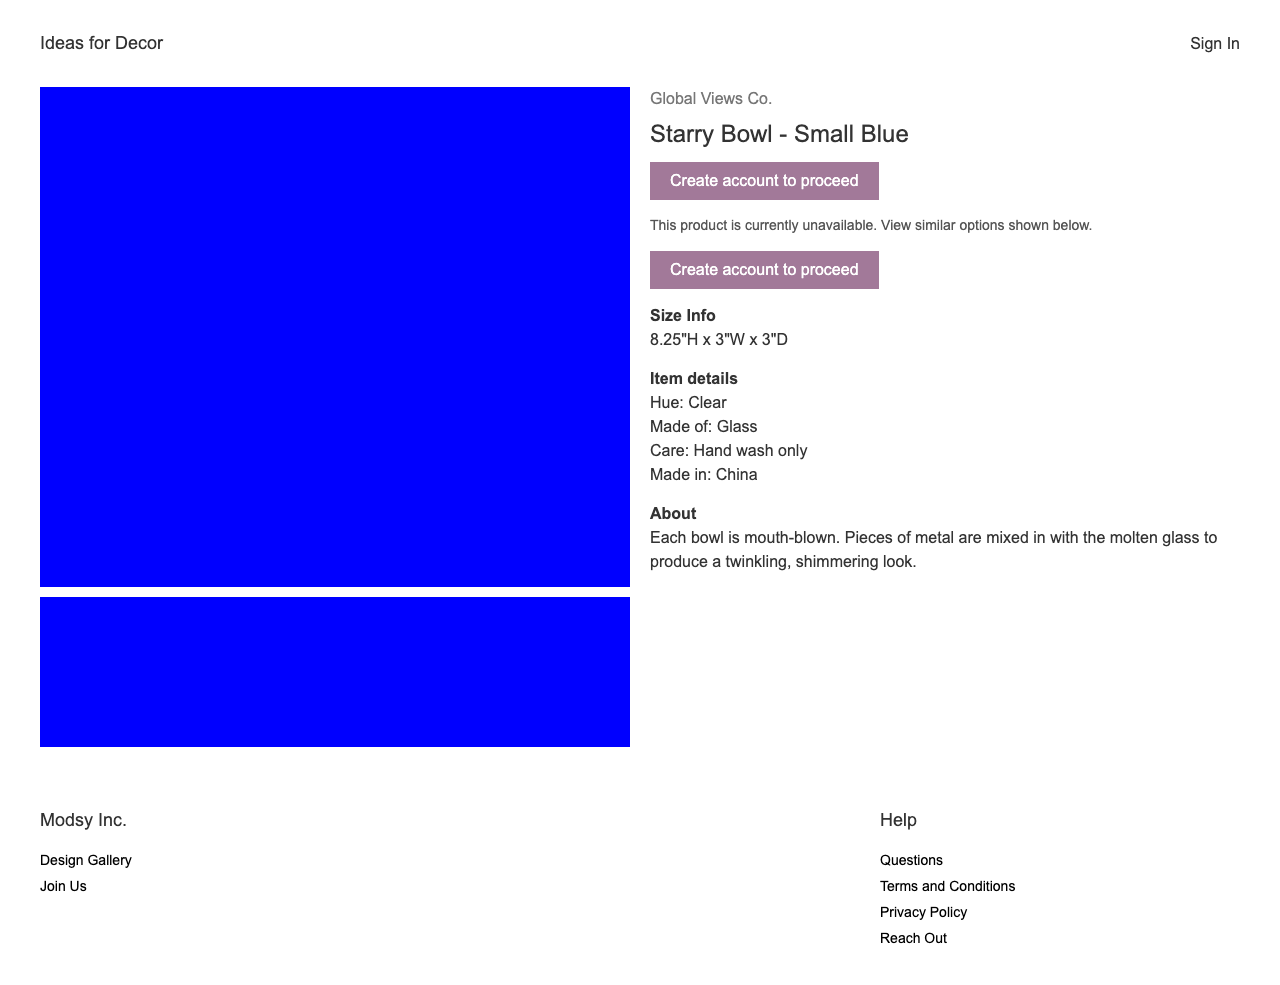 Ideas for Decor
Sign In
Global Views Co.
Starry Bowl - Small Blue
Create account to proceed
This product is currently unavailable. View similar options shown below.
Create account to proceed
Size Info
8.25"H x 3"W x 3"D
Item details
Hue: Clear
Made of: Glass
Care: Hand wash only
Made in: China
About
Each bowl is mouth-blown. Pieces of metal are mixed in with the molten glass to
produce a twinkling, shimmering look.
Modsy Inc.
Design Gallery
Join Us
Help
Questions
Terms and Conditions
Privacy Policy
Reach Out